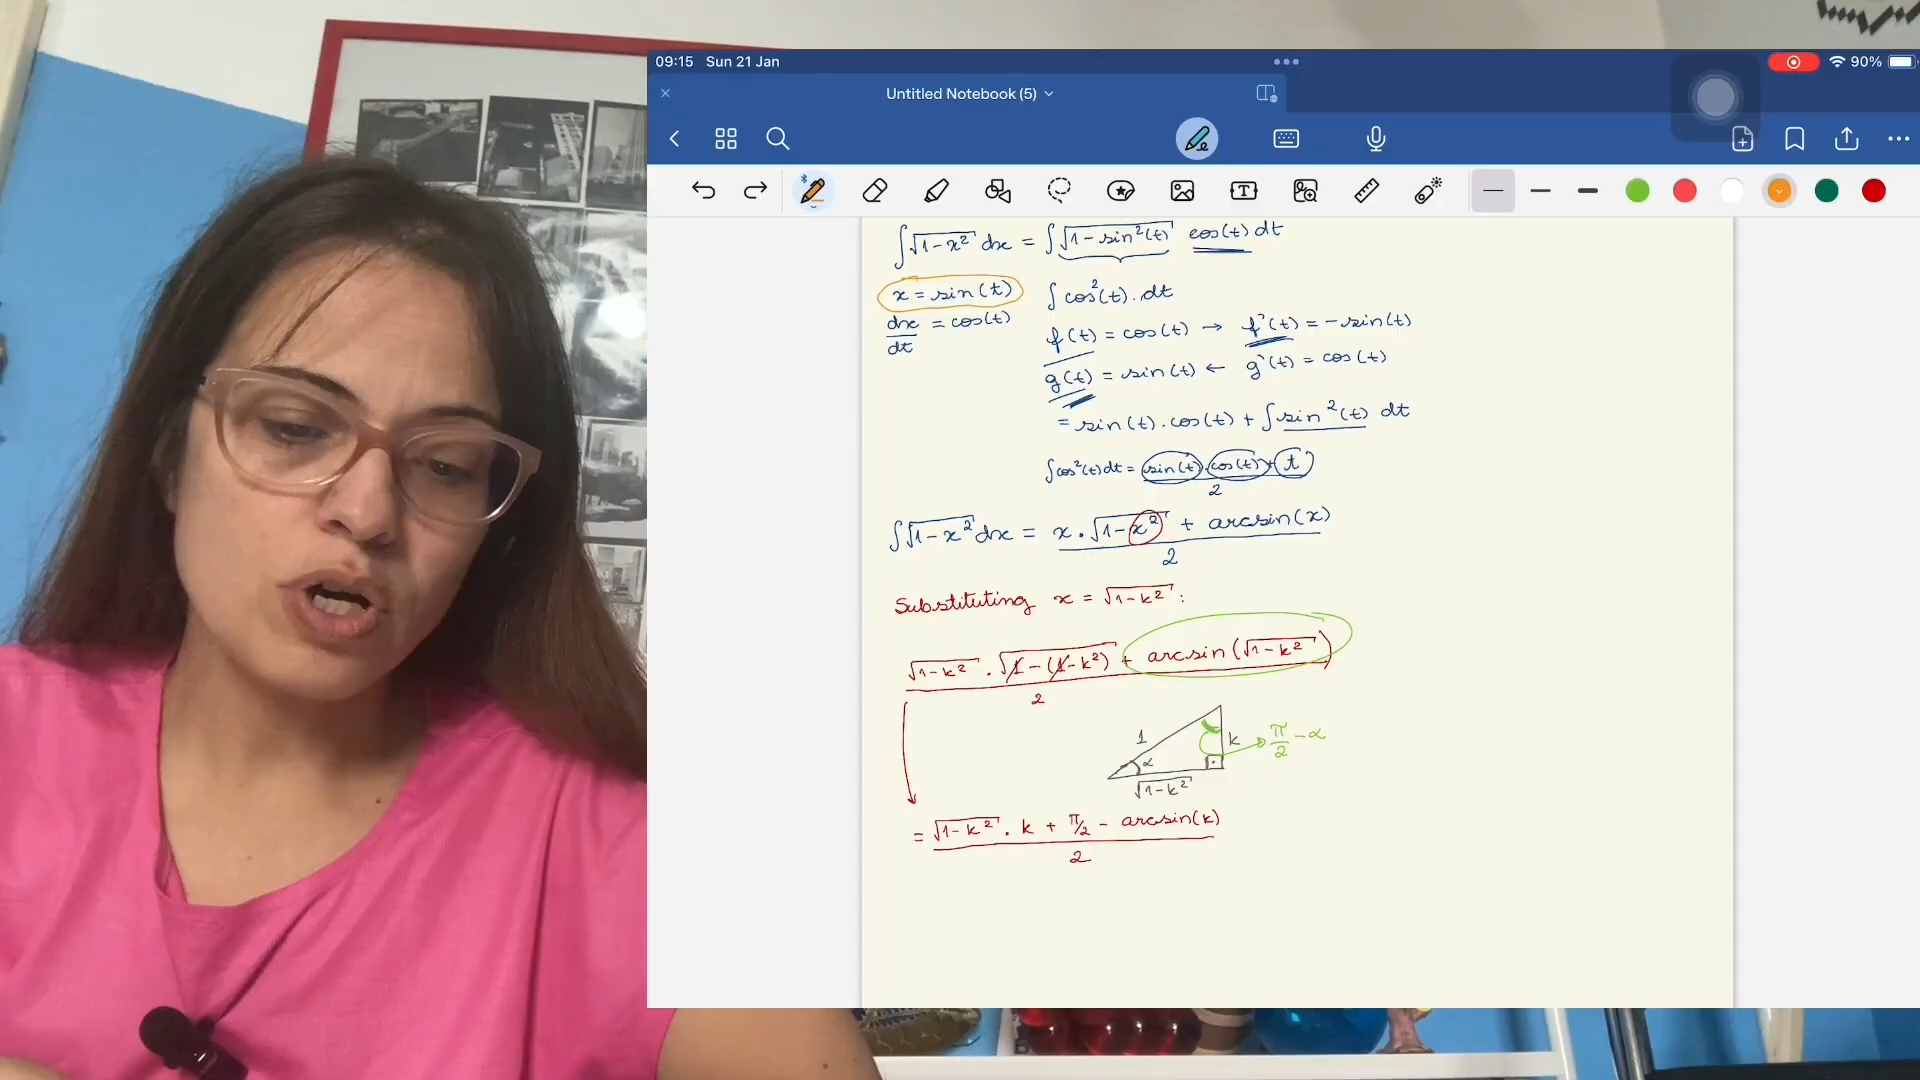 09:15 Sun 21 Jan 90%
Untitled Notebook (5)
∫√(1-x²) dx = ∫√(1-sin²(t)) cos(t) dt
x = sin(t) ∫cos²(t).dt
dx/dt = cos(t)
f(t) = cos(t) → f'(t) = -sin(t)
g(t) = sin(t) ← g'(t) = cos(t)
= sin(t).cos(t) + ∫sin²(t) dt
∫cos²(t)dt = (sin(t).cos(t)+t)/2
∫√(1-x²)dx = (x.√(1-x²) + arcsin(x))/2
Substituting x = √(1-k²):
(√(1-k²) . √(1-(1-k²)) + arcsin(√(1-k²)))/2
1 k π/2 - α
α
√(1-k²)
= (√(1-k²) . k + π/2 - arcsin(k))/2